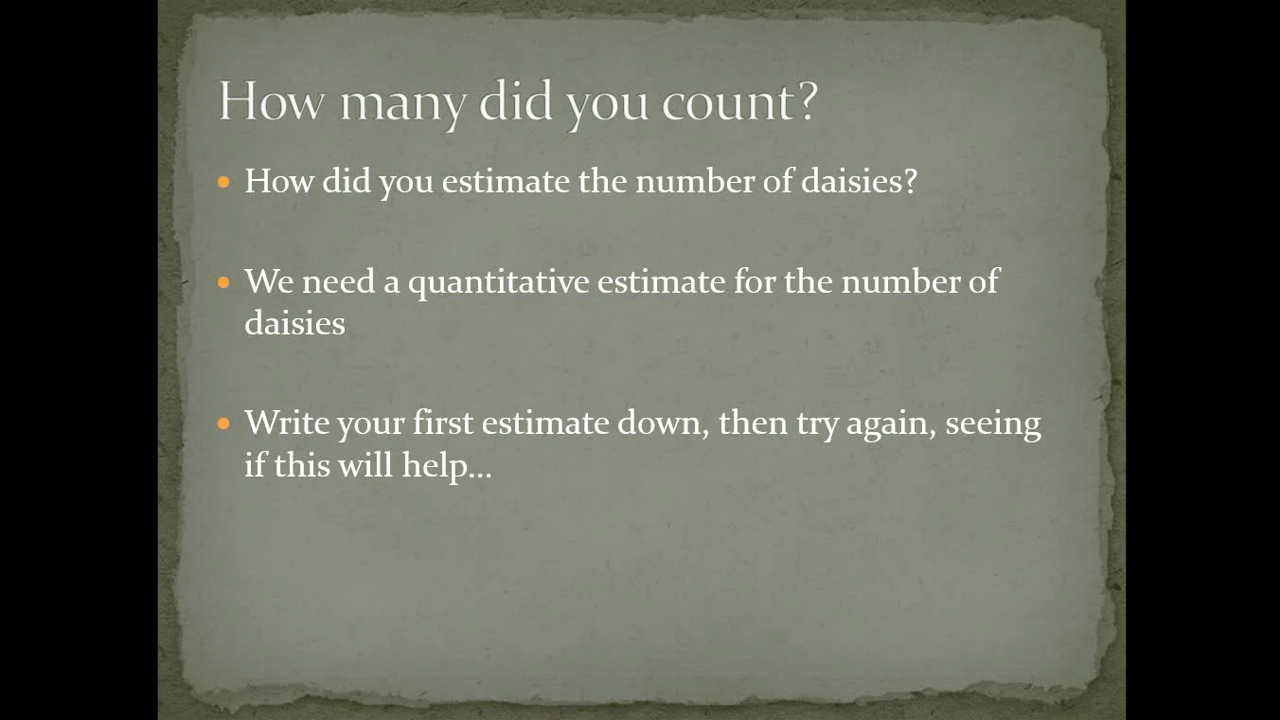 How many did you count?
How did you estimate the number of daisies?
We need a quantitative estimate for the number of
daisies
Write your first estimate down, then try again, seeing
if this will help...